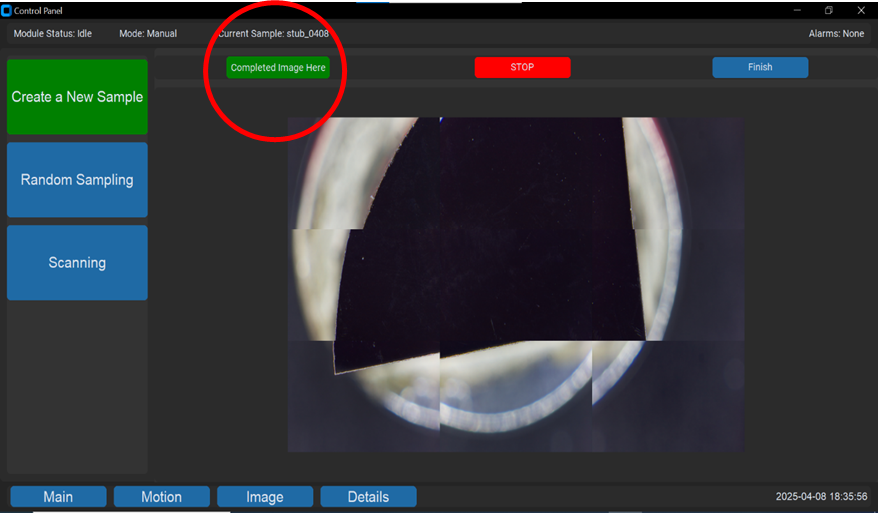 Control Panel
Module Status: Idle
Mode: Manual
Current Sample: stub_0408
Alarms: None
Completed Image Here
STOP
Finish
Create a New Sample
Random Sampling
Scanning
Main
Motion
Image
Details
2025-04-08 18:35:56